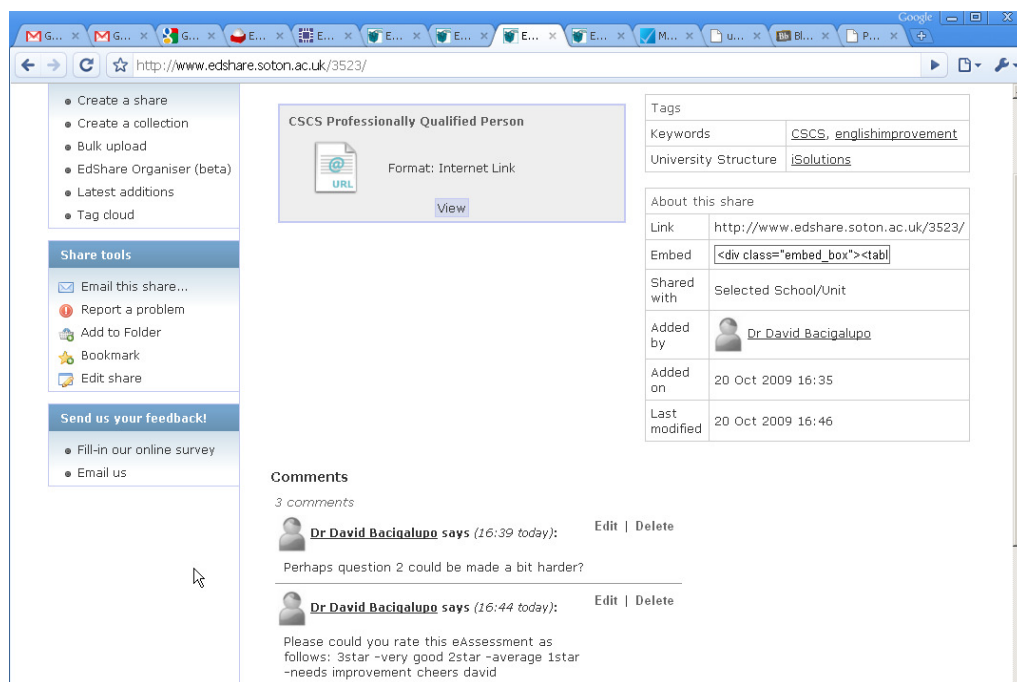 Google
G...
G...
G...
E...
E...
E...
E...
E...
E...
M...
u...
Bl...
P...
http://www.edshare.soton.ac.uk/3523/
Create a share
Create a collection
Bulk upload
EdShare Organiser (beta)
Latest additions
Tag cloud
Share tools
Email this share...
Report a problem
Add to Folder
Bookmark
Edit share
Send us your feedback!
Fill-in our online survey
Email us
CSCS Professionally Qualified Person
@
URL
Format: Internet Link
View
Tags
Keywords CSCS, englishimprovement
University Structure iSolutions
About this share
Link http://www.edshare.soton.ac.uk/3523/
Embed <div class="embed_box"><tabl
Shared
with
Selected School/Unit
Added
by
Dr David Bacigalupo
Added
on
20 Oct 2009 16:35
Last
modified
20 Oct 2009 16:46
Comments
3 comments
Dr David Bacigalupo says (16:39 today): Edit | Delete
Perhaps question 2 could be made a bit harder?
Dr David Bacigalupo says (16:44 today): Edit | Delete
Please could you rate this eAssessment as
follows: 3star -very good 2star -average 1star
-needs improvement cheers david